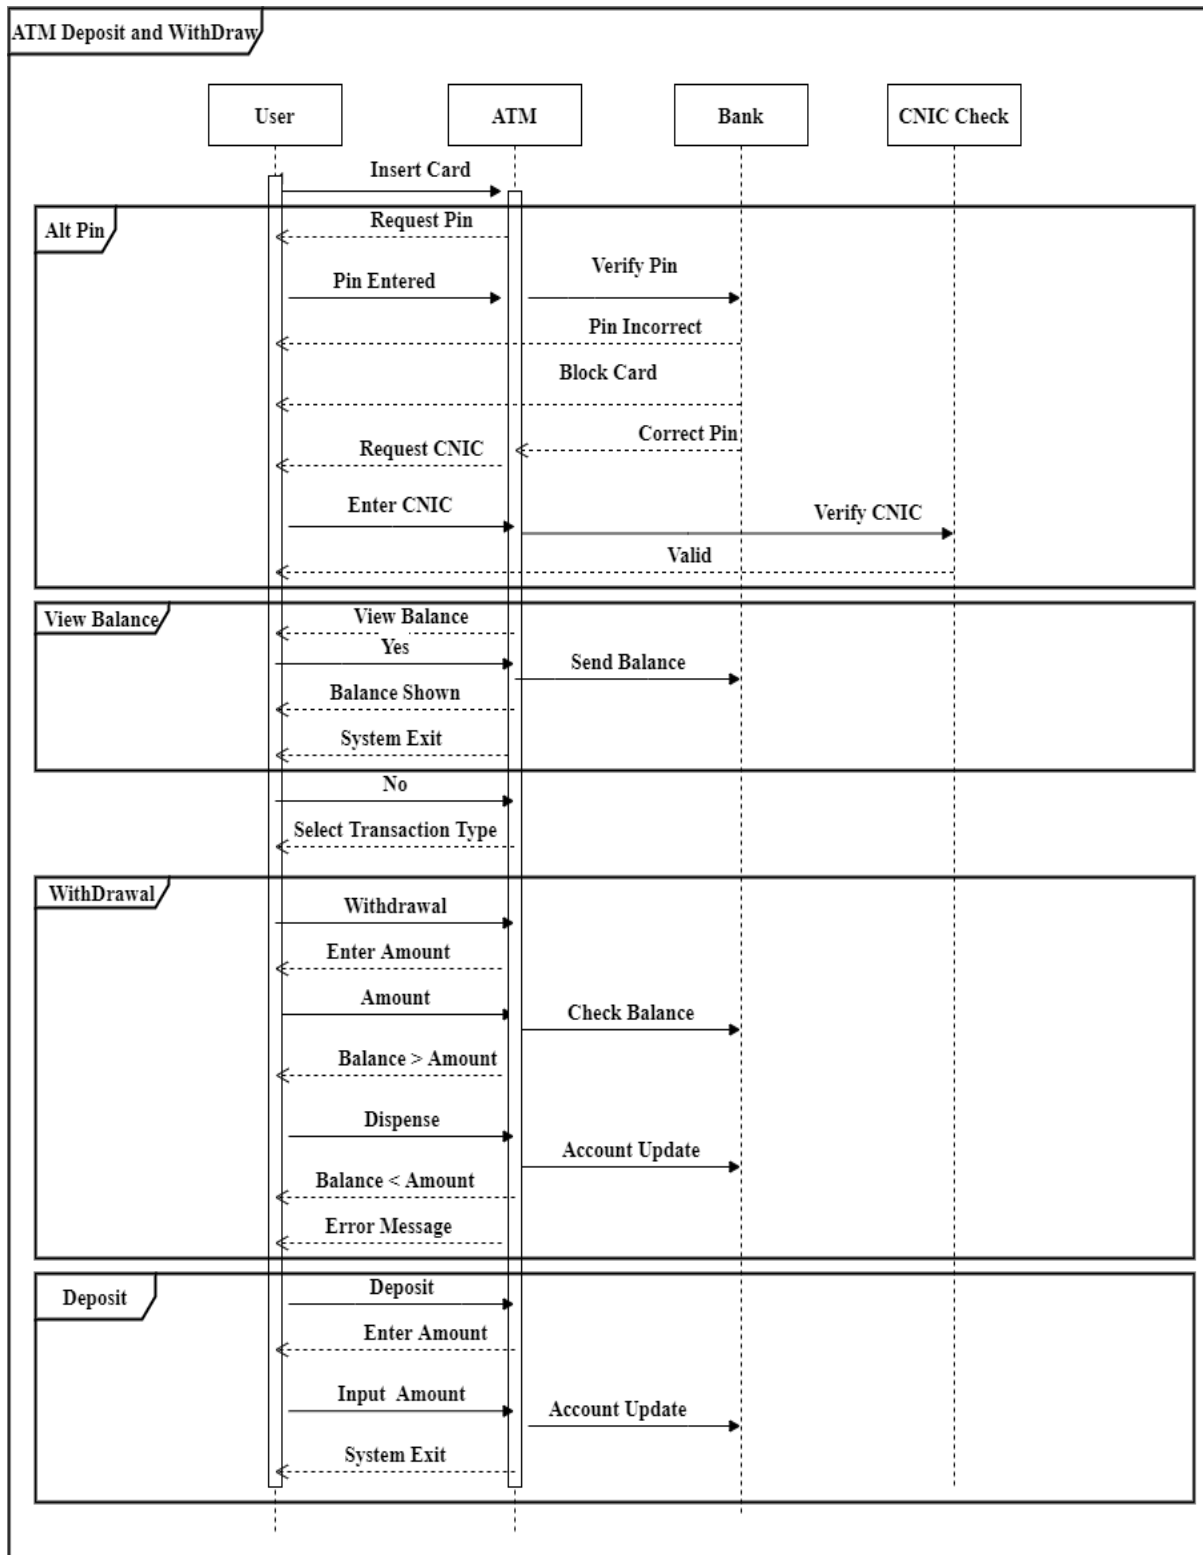 ATM Deposit and WithDraw
User
ATM
Bank
CNIC Check
Insert Card
Alt Pin
Request Pin
Verify Pin
Pin Entered
Pin Incorrect
Block Card
Correct Pin
Request CNIC
Enter CNIC
Verify CNIC
Valid
View Balance
View Balance
Yes
Send Balance
Balance Shown
System Exit
No
Select Transaction Type
WithDrawal
Withdrawal
Enter Amount
Amount
Check Balance
Balance > Amount
Dispense
Account Update
Balance < Amount
Error Message
Deposit
Deposit
Enter Amount
Input Amount
Account Update
System Exit